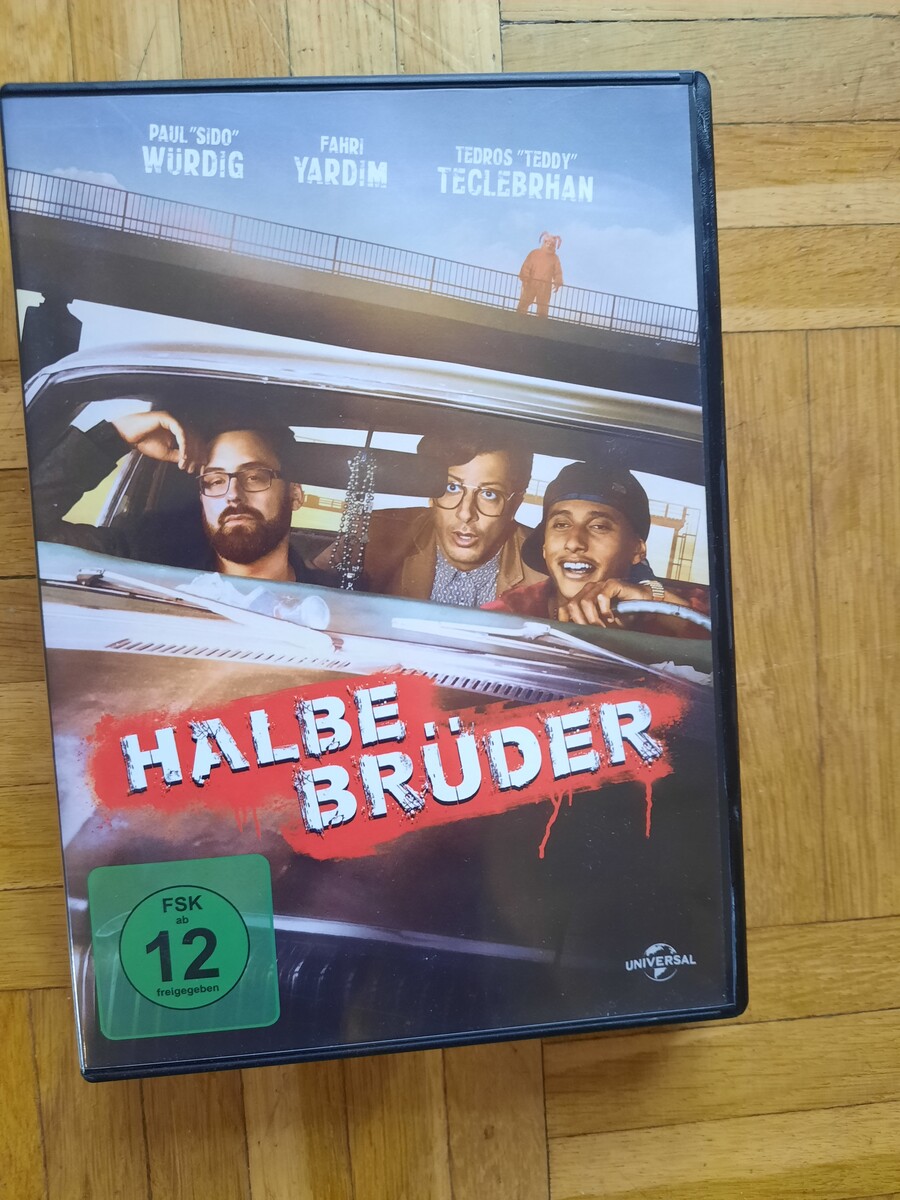 PAUL "SiDO"
WÜRDiG
FAHRi
YARDiM
TEDROS "TEDDY"
TECLEBRHAN
HALBE
BRÜDER
FSK
ab
12
freigegeben
UNIVERSAL